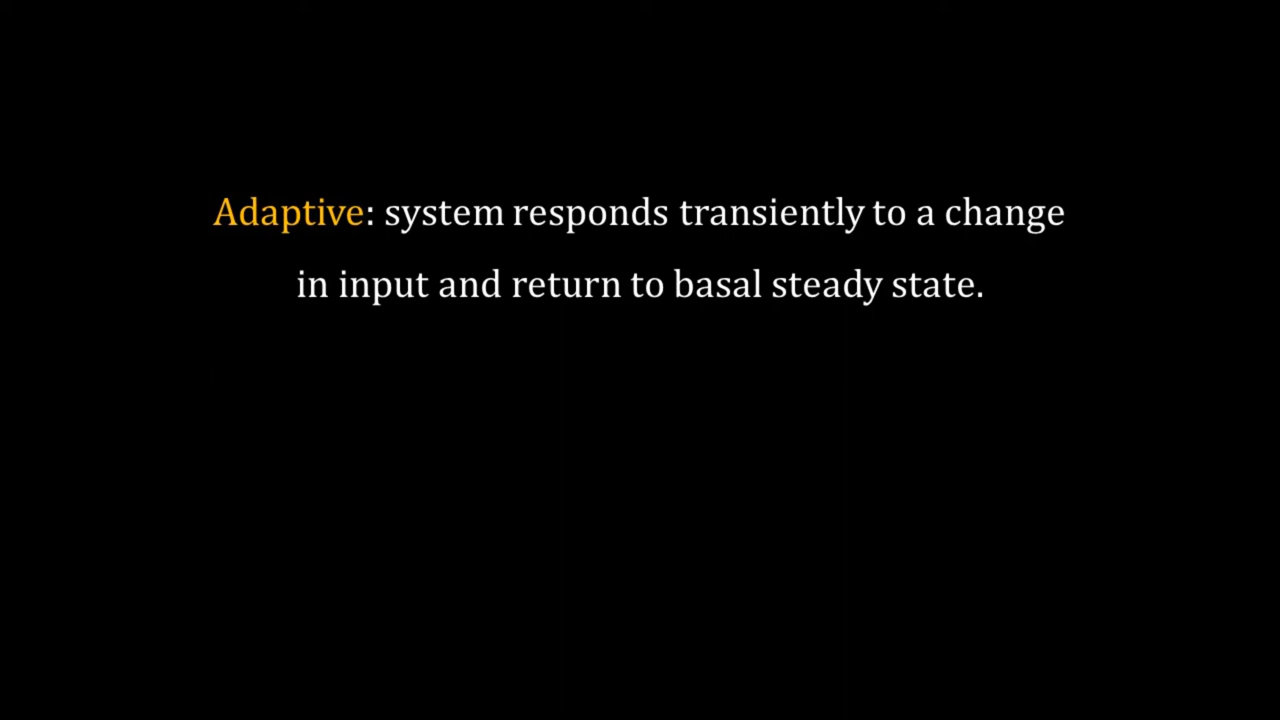 Adaptive: system responds transiently to a change
in input and return to basal steady state.